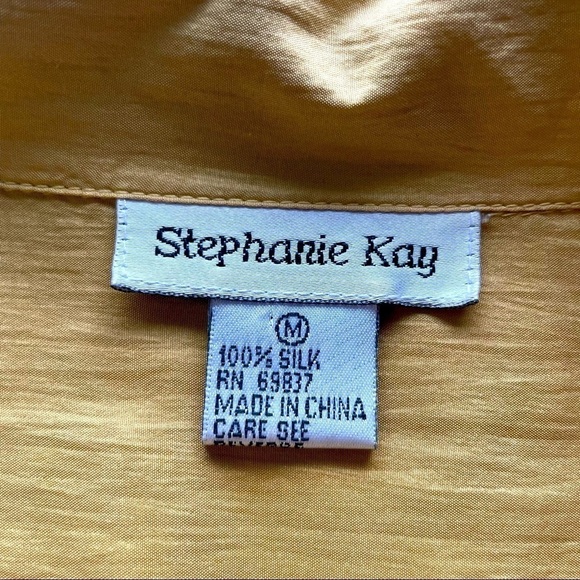 Stephanie Kay
M
100% SILK
RN 69837
MADE IN CHINA
CARE SEE